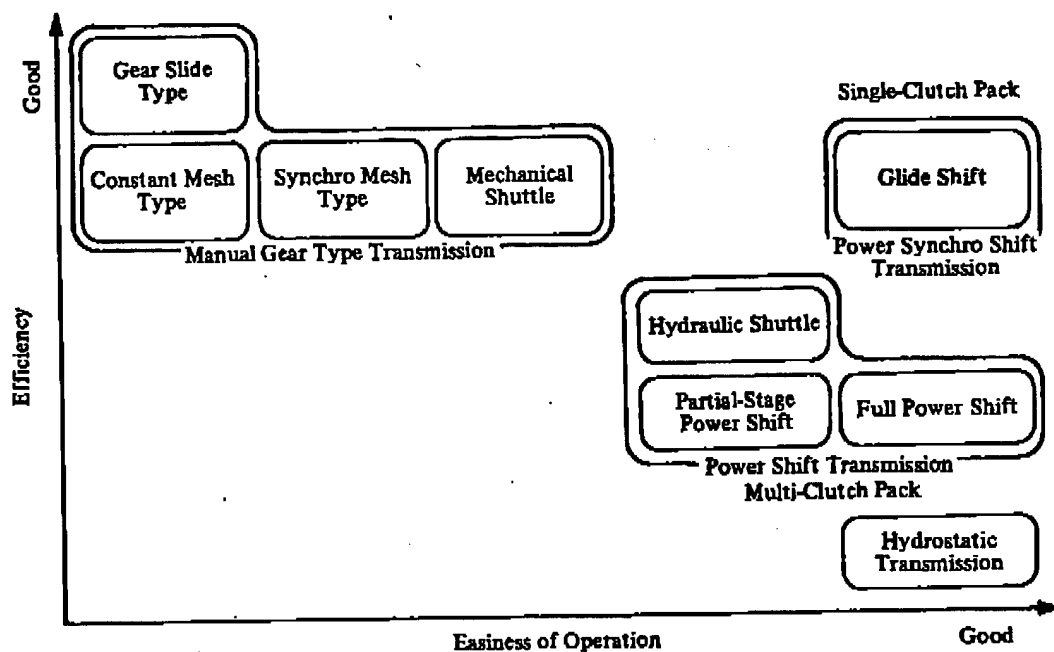 Good
Efficiency
Gear Slide
Type
Constant Mesh
Type
Synchro Mesh
Type
Mechanical
Shuttle
Manual Gear Type Transmission
Single-Clutch Pack
Glide Shift
Power Synchro Shift
Transmission
Hydraulic Shuttle
Partial-Stage
Power Shift
Full Power Shift
Power Shift Transmission
Multi-Clutch Pack
Hydrostatic
Transmission
Easiness of Operation
Good